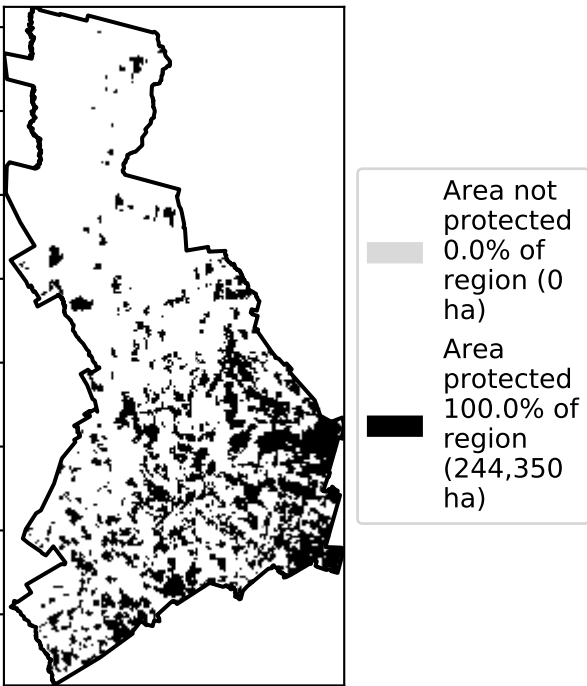 Area not
protected
0.0% of
region (0
ha)
Area
protected
100.0% of
region
(244,350
ha)